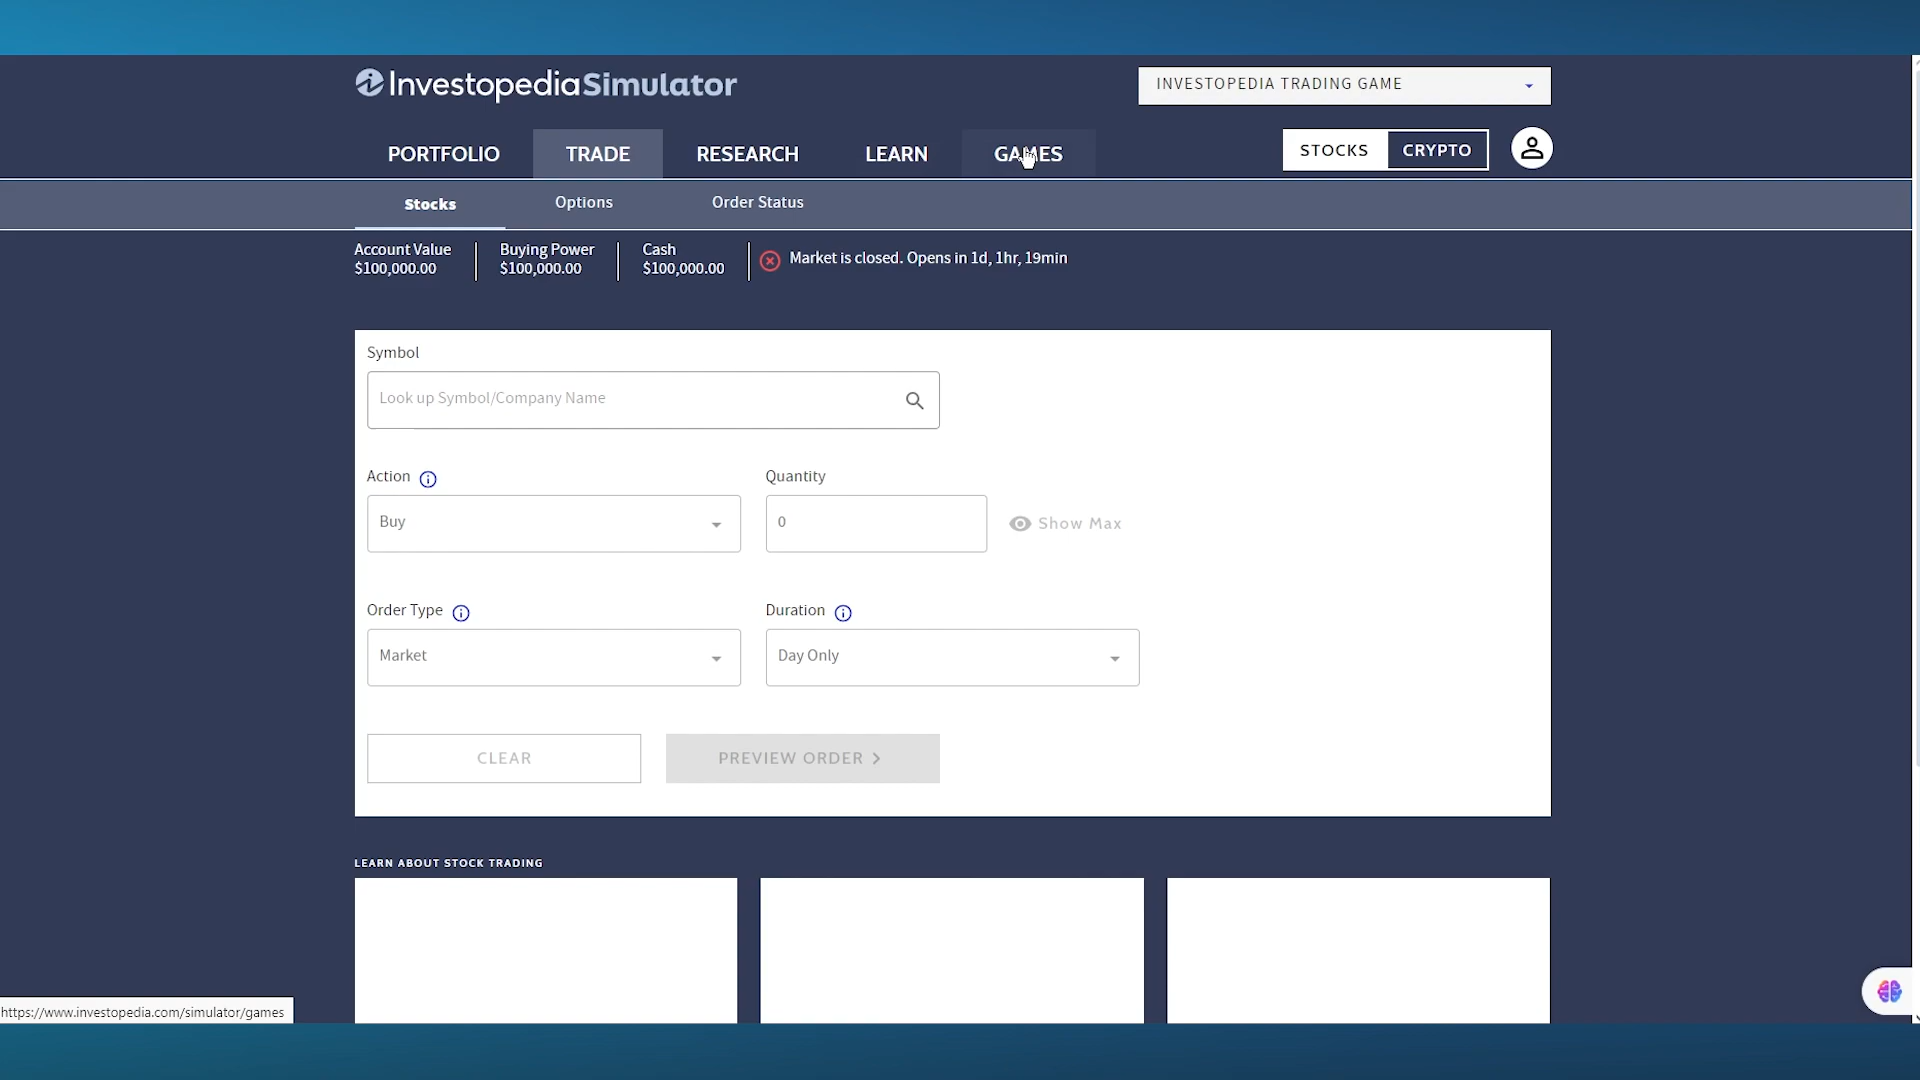 InvestopediaSimulator
INVESTOPEDIA TRADING GAME
PORTFOLIO TRADE RESEARCH LEARN GAMES STOCKS CRYPTO
Stocks Options Order Status
Account Value Buying Power Cash
$100,000.00 $100,000.00 $100,000.00
Market is closed. Opens in 1d, 1hr, 19min
Symbol
Look up Symbol/Company Name
Action Quantity
Buy 0 Show Max
Order Type Duration
Market Day Only
CLEAR PREVIEW ORDER
LEARN ABOUT STOCK TRADING
https://www.investopedia.com/simulator/games